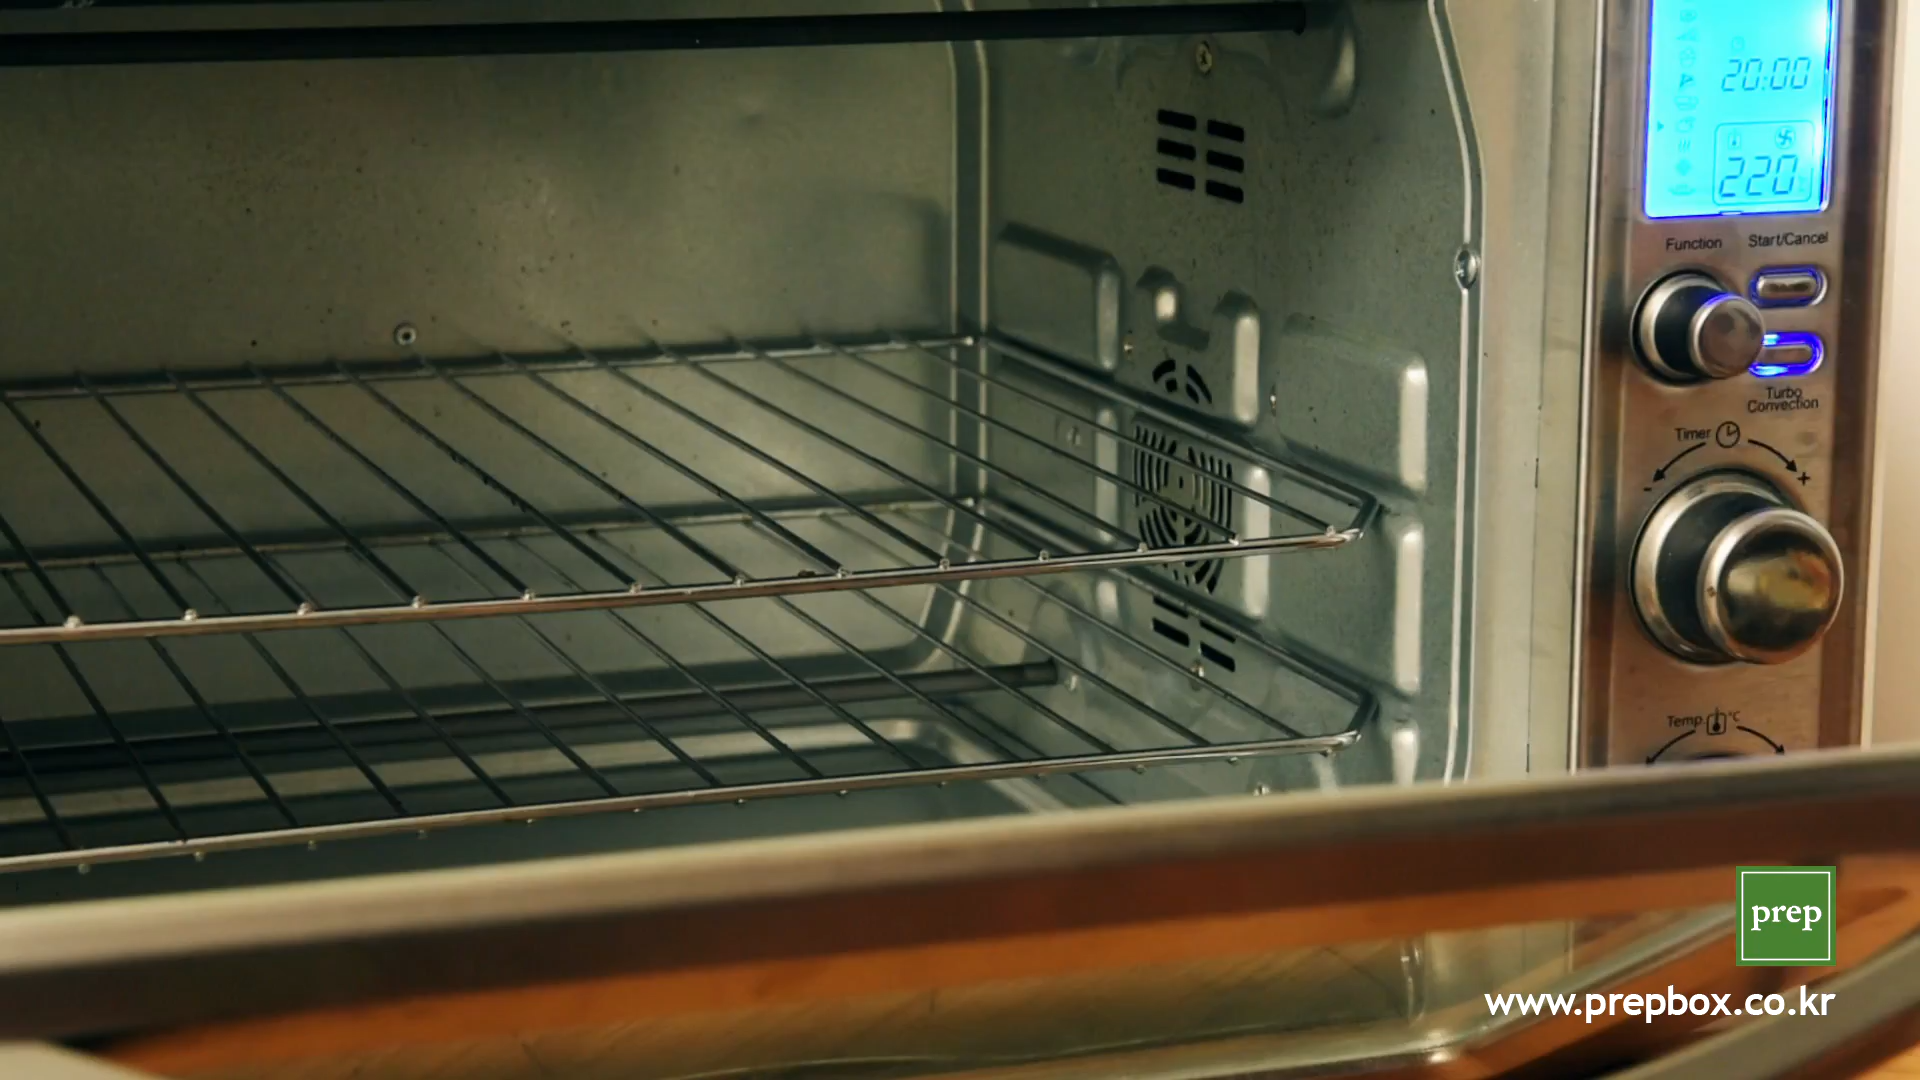 20:00
220
Function
Start/Cancel
Turbo
Convection
Timer
- +
Temp °C
prep
www.prepbox.co.kr